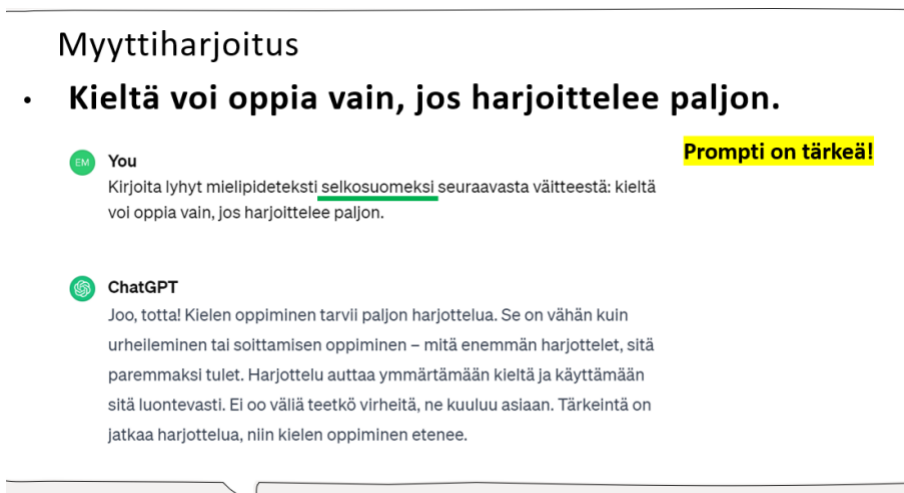 Myyttiharjoitus
• Kieltä voi oppia vain, jos harjoittelee paljon.
Prompti on tärkeä!
EM You
Kirjoita lyhyt mielipideteksti selkosuomeksi seuraavasta väitteestä: kieltä
voi oppia vain, jos harjoittelee paljon.
ChatGPT
Joo, totta! Kielen oppiminen tarvii paljon harjottelua. Se on vähän kuin
urheileminen tai soittamisen oppiminen – mitä enemmän harjottelet, sitä
paremmaksi tulet. Harjottelu auttaa ymmärtämään kieltä ja käyttämään
sitä luontevasti. Ei oo väliä teetkö virheitä, ne kuuluu asiaan. Tärkeintä on
jatkaa harjottelua, niin kielen oppiminen etenee.